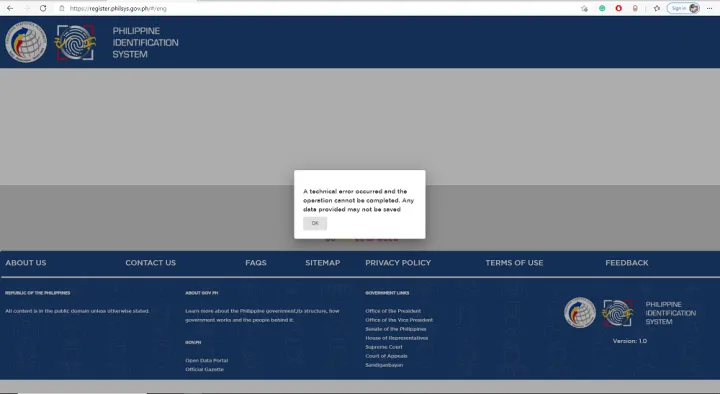 https://register.philsys.gov.ph/#/eng
Sign in
PHILIPPINE
IDENTIFICATION
SYSTEM
A technical error occurred and the
operation cannot be completed. Any
data provided may not be saved
OK
ABOUT US
CONTACT US
FAQS
SITEMAP
PRIVACY POLICY
TERMS OF USE
FEEDBACK
REPUBLIC OF THE PHILIPPINES
All content is in the public domain unless otherwise stated.
ABOUT GOV PH
Learn more about the Philippine government,its structure, how
government works and the people behind it.
GOV.PH
Open Data Portal
Official Gazette
GOVERNMENT LINKS
Office of the President
Office of the Vice President
Senate of the Philippines
House of Representatives
Supreme Court
Court of Appeals
Sandiganbayan
PHILIPPINE
IDENTIFICATION
SYSTEM
Version: 1.0